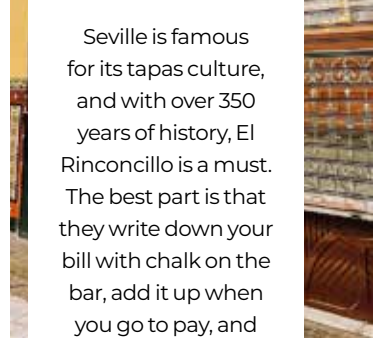 Seville is famous
for its tapas culture,
and with over 350
years of history, El
Rinconcillo is a must.
The best part is that
they write down your
bill with chalk on the
bar, add it up when
you go to pay, and